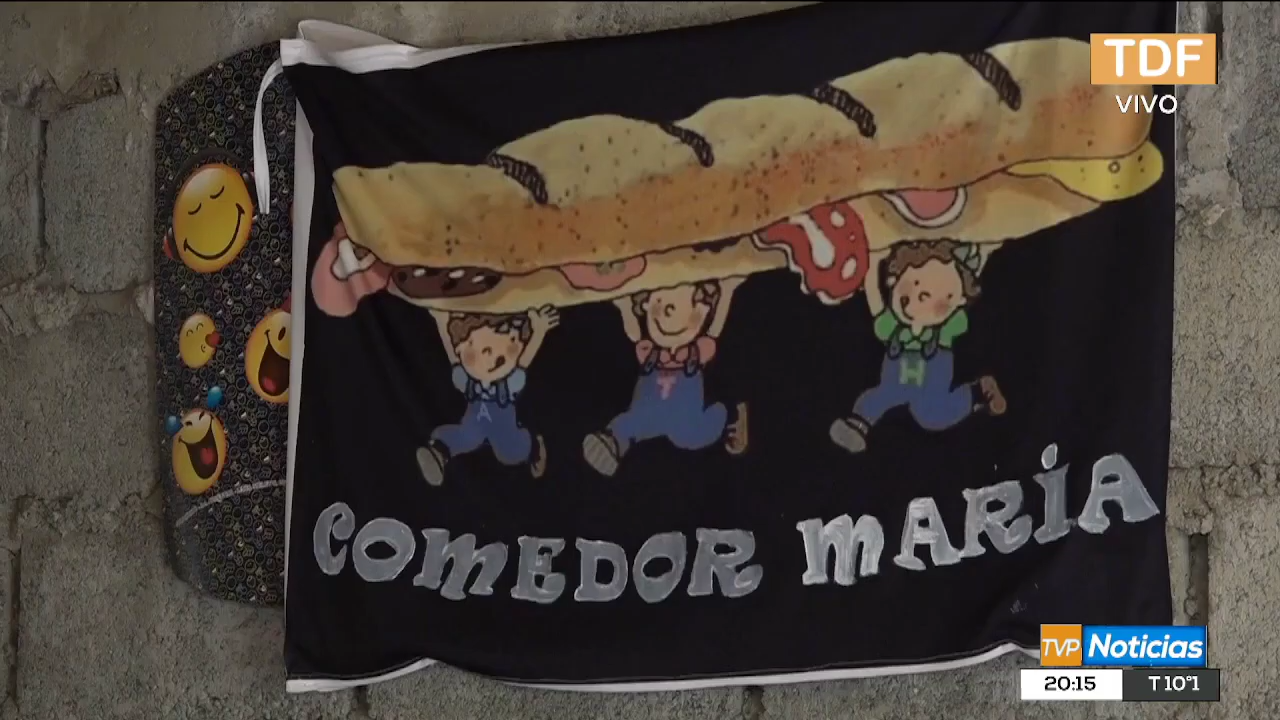 TDF
VIVO
A
T
H
COMEDOR MARIA
TVP Noticias
20:15 T 10°1